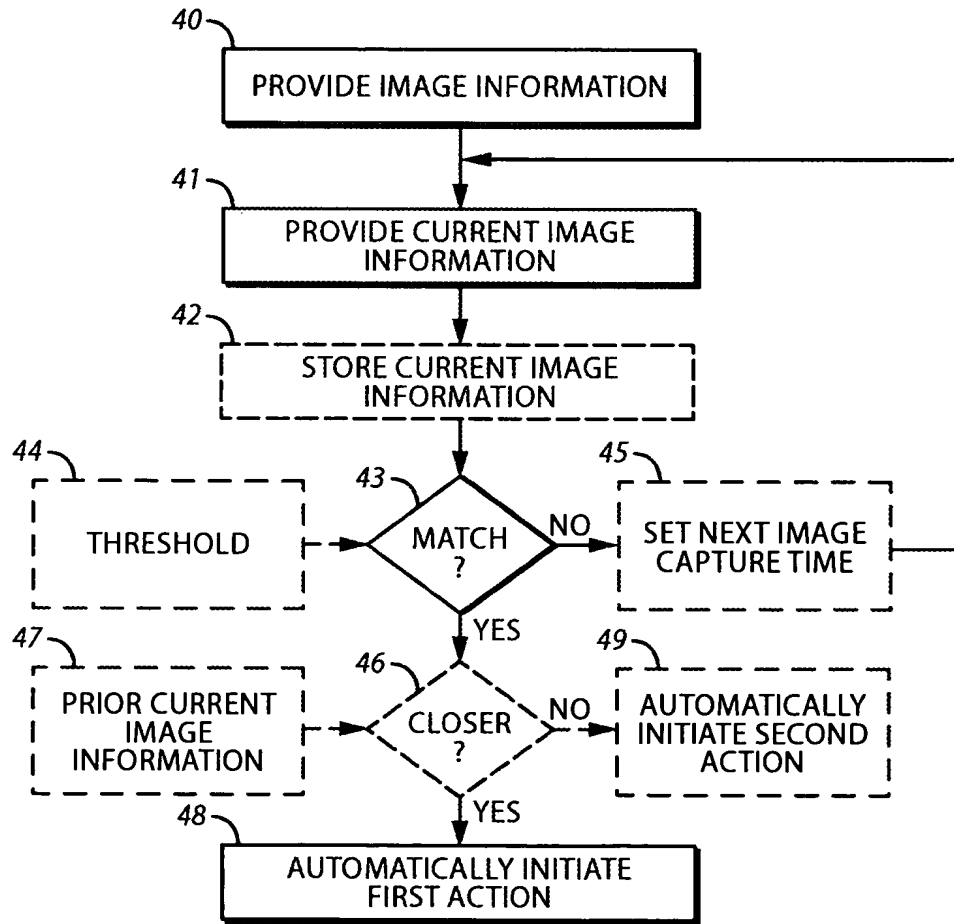 40
PROVIDE IMAGE INFORMATION
41
PROVIDE CURRENT IMAGE
INFORMATION
42
STORE CURRENT IMAGE
INFORMATION
44
THRESHOLD
43
MATCH
?
NO
45
SET NEXT IMAGE
CAPTURE TIME
YES
47
PRIOR CURRENT
IMAGE
INFORMATION
46
CLOSER
?
NO
49
AUTOMATICALLY
INITIATE SECOND
ACTION
YES
48
AUTOMATICALLY INITIATE
FIRST ACTION